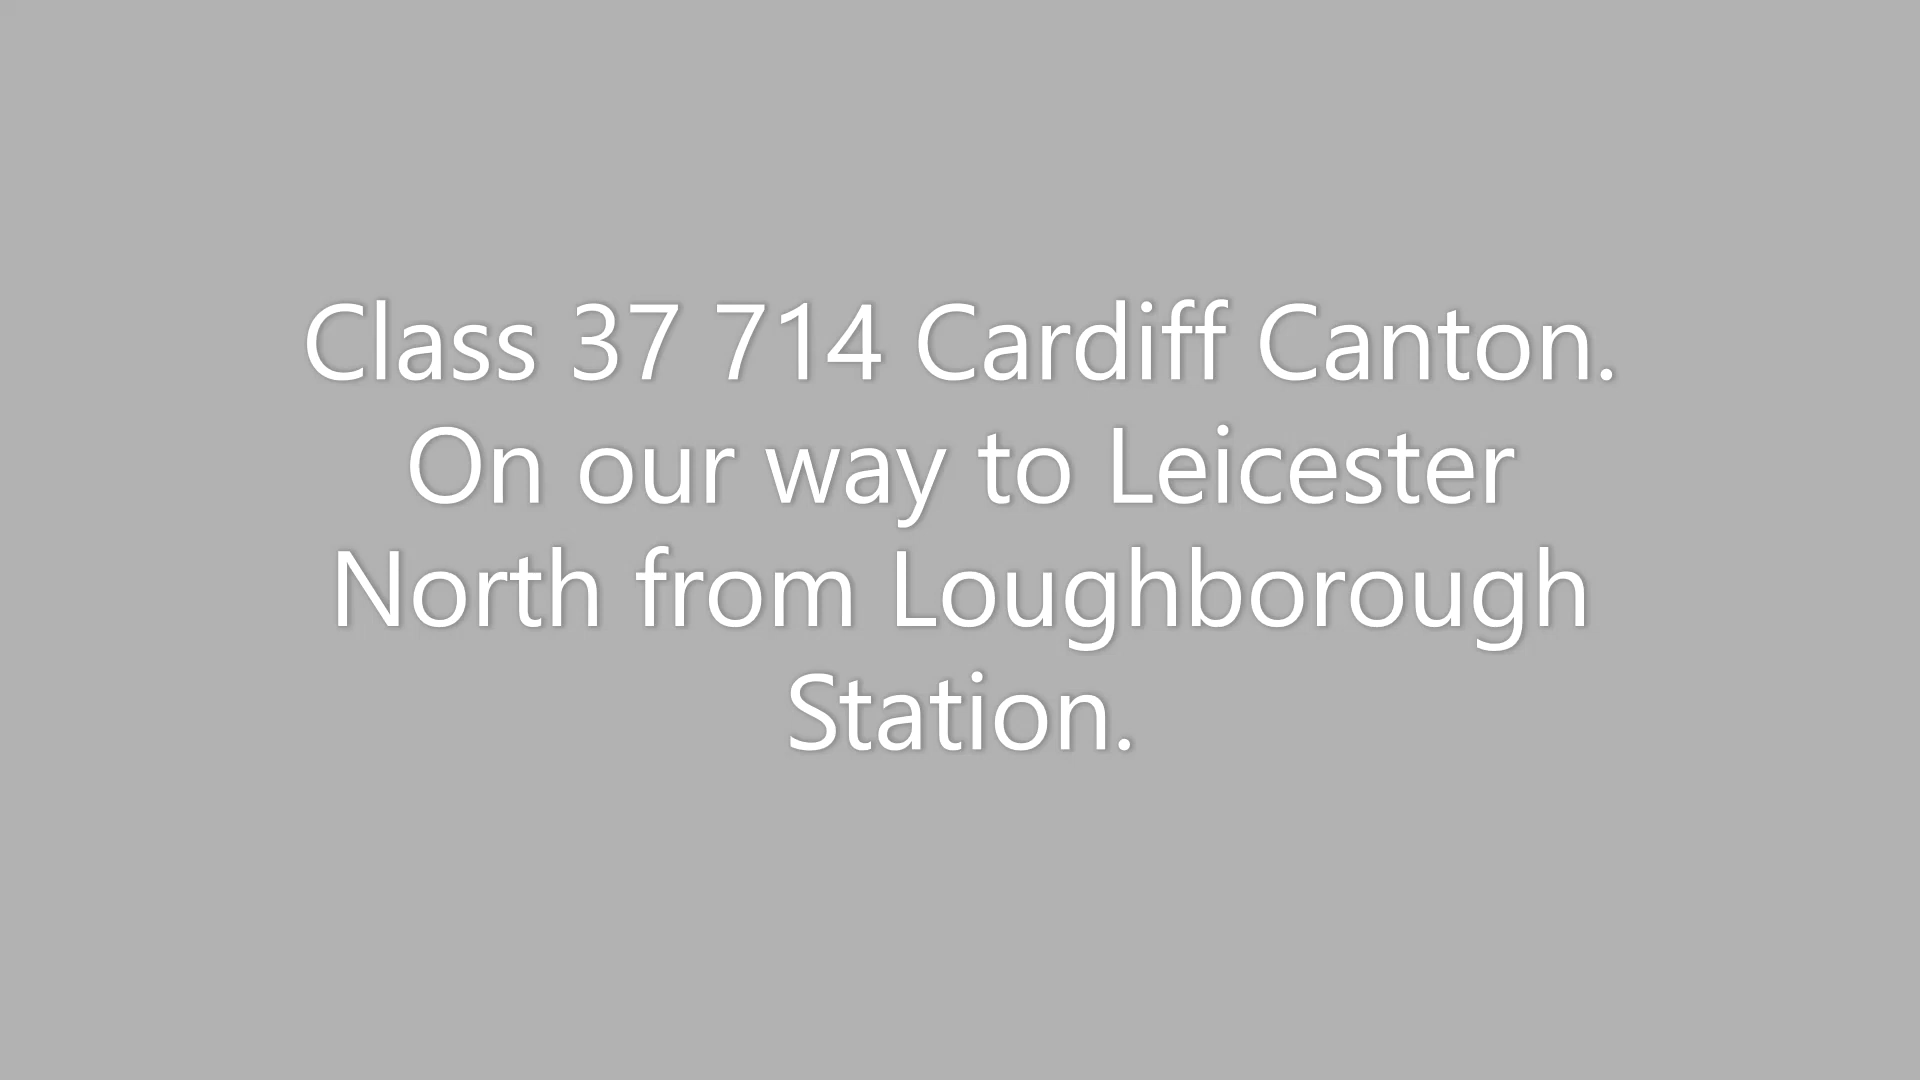 Class 37 714 Cardiff Canton.
On our way to Leicester
North from Loughborough
Station.